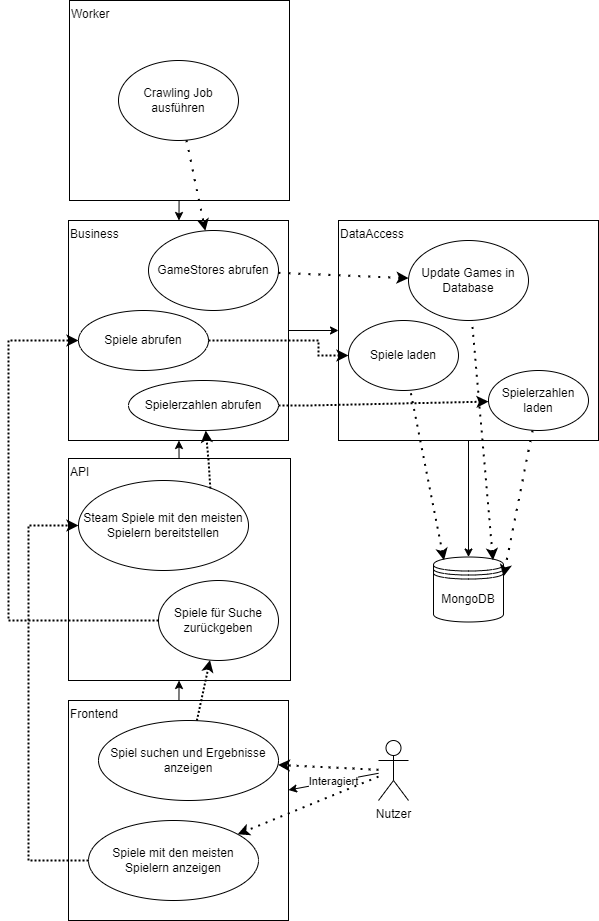 Worker
Crawling Job
ausführen
Business
GameStores abrufen
DataAccess
Update Games in
Database
Spiele abrufen
Spiele laden
Spielerzahlen abrufen
Spielerzahlen
laden
API
Steam Spiele mit den meisten
Spielern bereitstellen
Spiele für Suche
zurückgeben
MongoDB
Frontend
Spiel suchen und Ergebnisse
anzeigen
Interagiert
Nutzer
Spiele mit den meisten
Spielern anzeigen